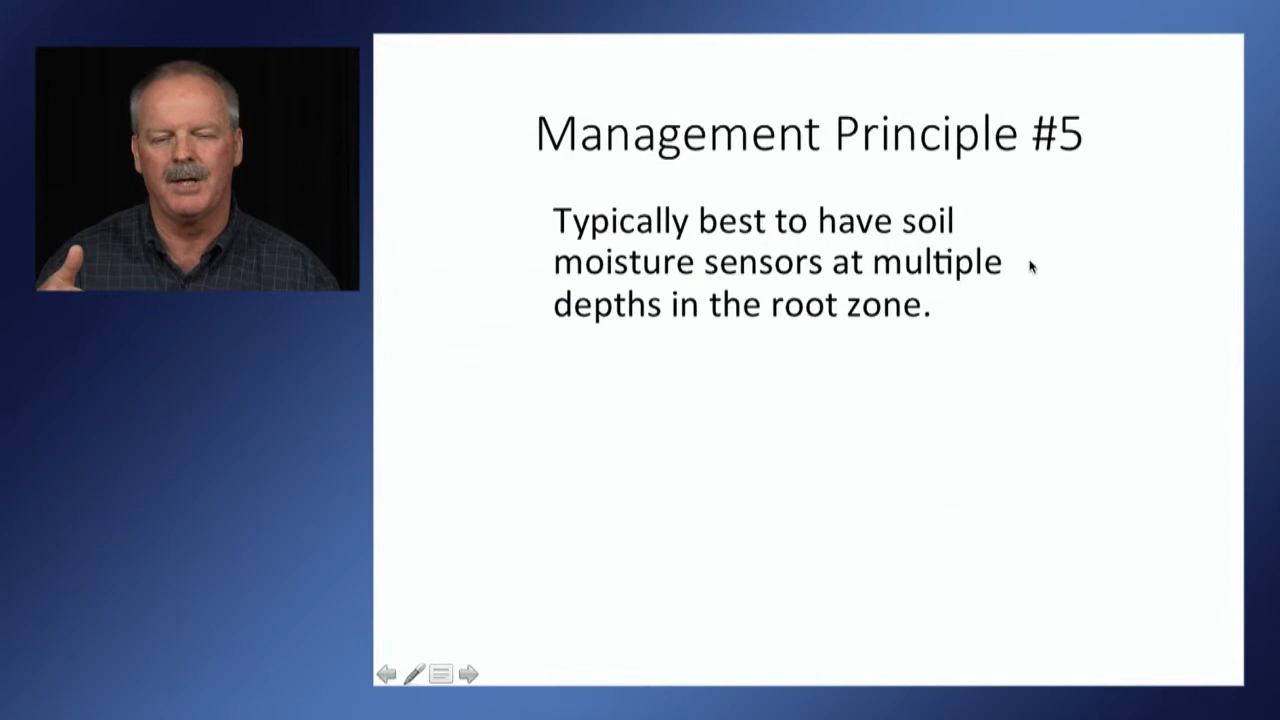 Management Principle #5
Typically best to have soil
moisture sensors at multiple
depths in the root zone.